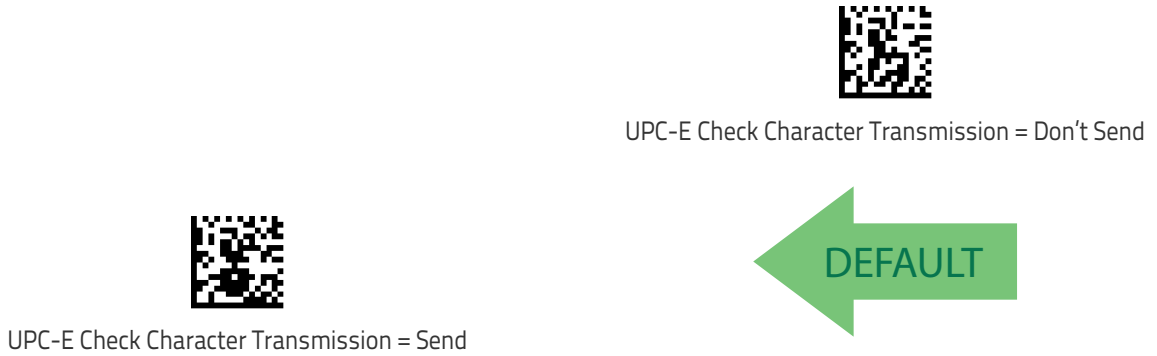 UPC-E Check Character Transmission = Don’t Send
DEFAULT
UPC-E Check Character Transmission = Send